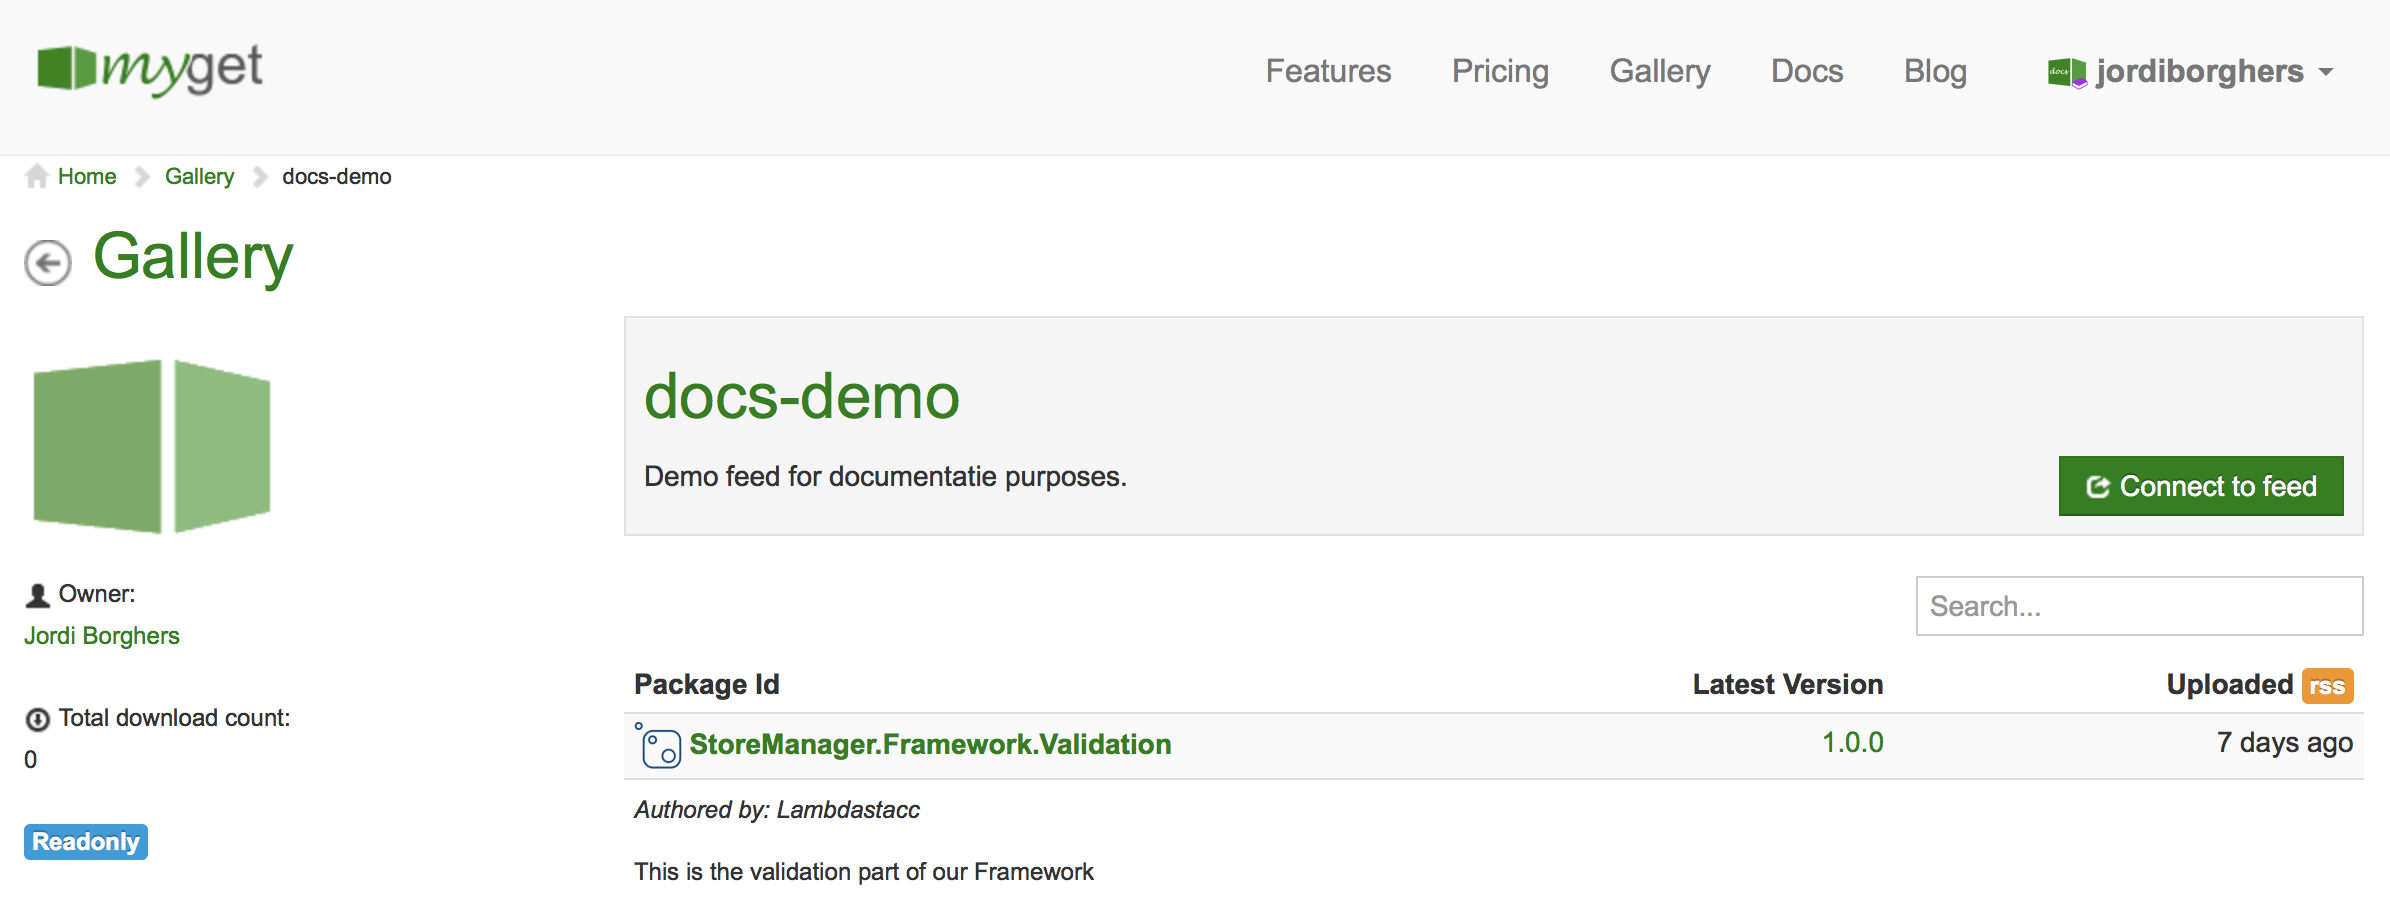 myget
Features Pricing Gallery Docs Blog docs jordiborghers
Home Gallery docs-demo
Gallery
docs-demo
Demo feed for documentatie purposes.
Connect to feed
Owner:
Jordi Borghers
Total download count:
0
Readonly
Search...
Package Id Latest Version Uploaded rss
StoreManager.Framework.Validation 1.0.0 7 days ago
Authored by: Lambdastacc
This is the validation part of our Framework